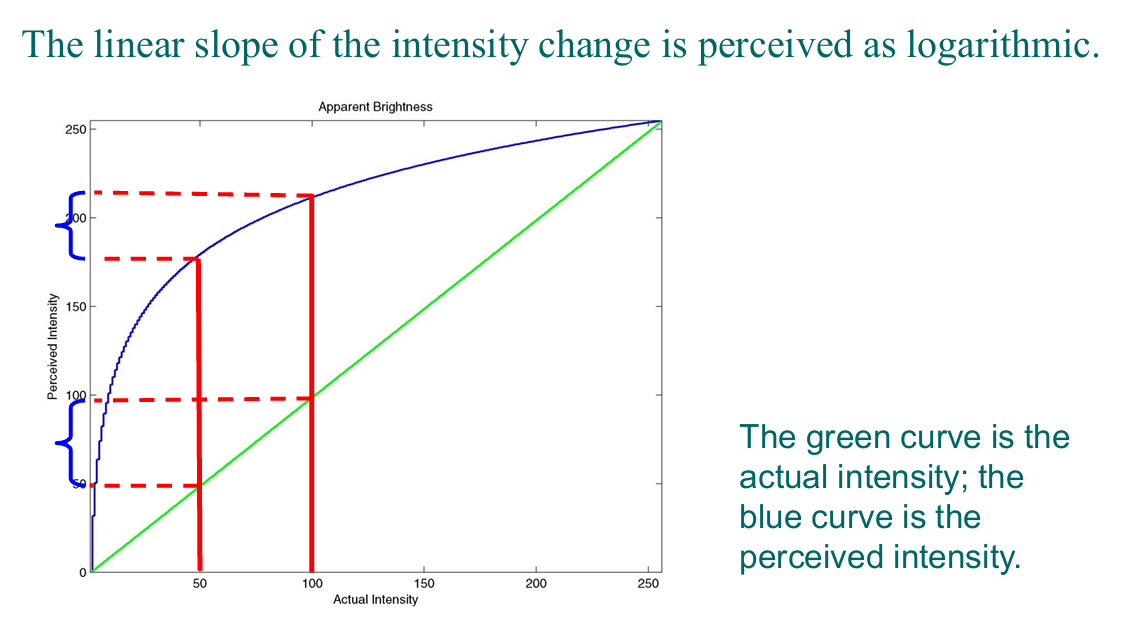 The linear slope of the intensity change is perceived as logarithmic.
Apparent Brightness
250
200
150
100
50
0
Perceived Intensity
50
100
150
200
250
Actual Intensity
The green curve is the
actual intensity; the
blue curve is the
perceived intensity.